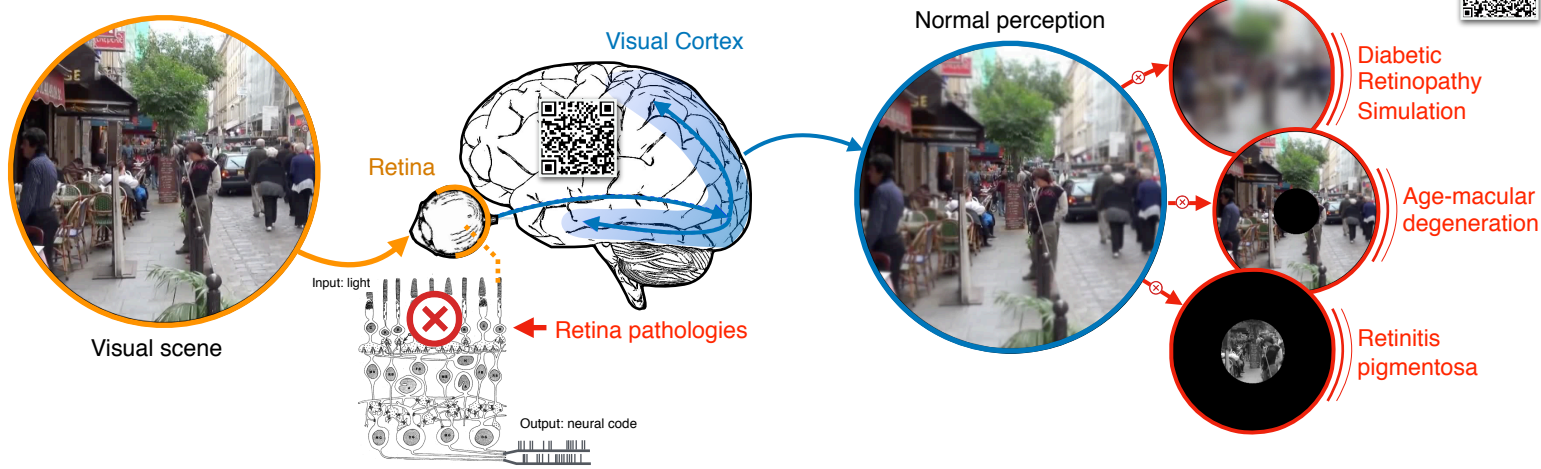 Visual scene
Retina
Visual Cortex
Input: light
Retina pathologies
Output: neural code
Normal perception
Diabetic
Retinopathy
Simulation
Age-macular
degeneration
Retinitis
pigmentosa